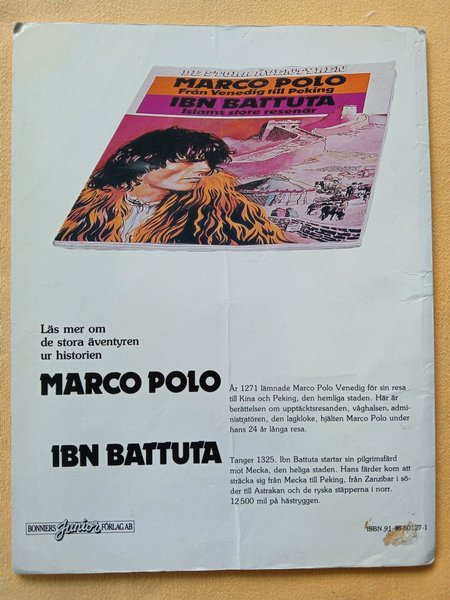 DE STORA ÄVENTYREN
MARCO POLO
Från Venedig till Peking
IBN BATTUTA
Islams store resenär
Läs mer om
de stora äventyren
ur historien
MARCO POLO
År 1271 lämnade Marco Polo Venedig för sin resa
till Kina och Peking, den hemliga staden. Här är
berättelsen om upptäcktsresanden, våghalsen, admi-
nistratören, den lagkloke, hjälten Marco Polo under
hans 24 år långa resa.
IBN BATTUTA
Tanger 1325. Ibn Battuta startar sin pilgrimsfärd
mot Mecka, den heliga staden. Hans färder kom att
sträcka sig från Mecka till Peking, från Zanzibar i sö-
der till Astrakan och de ryska stäpperna i norr.
12 500 mil på hästryggen.
BONNIERS Junior FÖRLAG AB
ISBN 91-48-50127-1